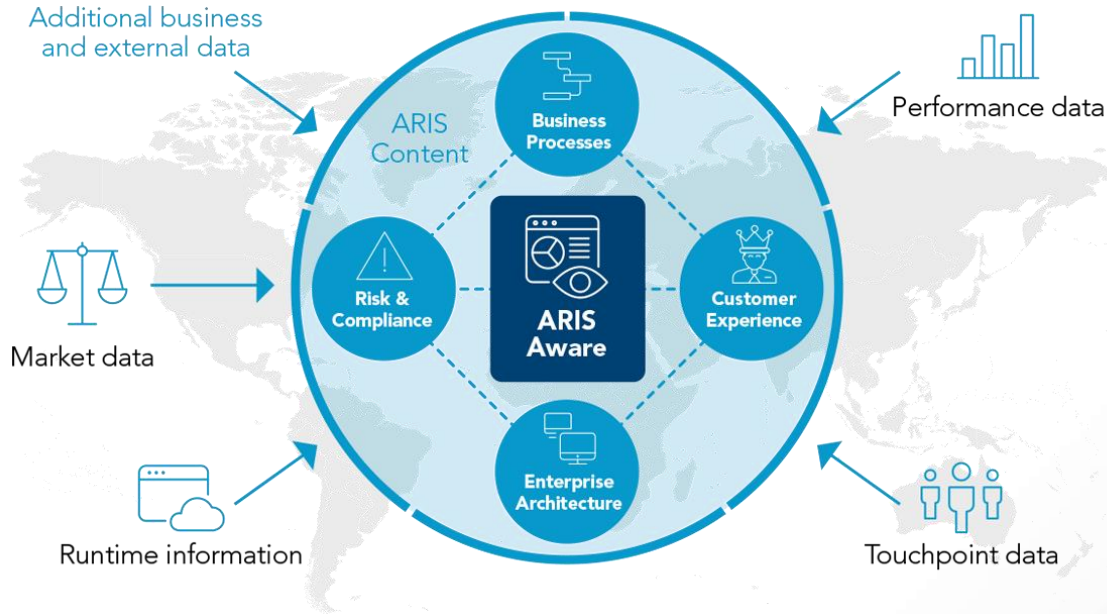 Additional business
and external data
Performance data
ARIS
Content
Business
Processes
Market data
Risk &
Compliance
ARIS
Aware
Customer
Experience
Enterprise
Architecture
Runtime information
Touchpoint data